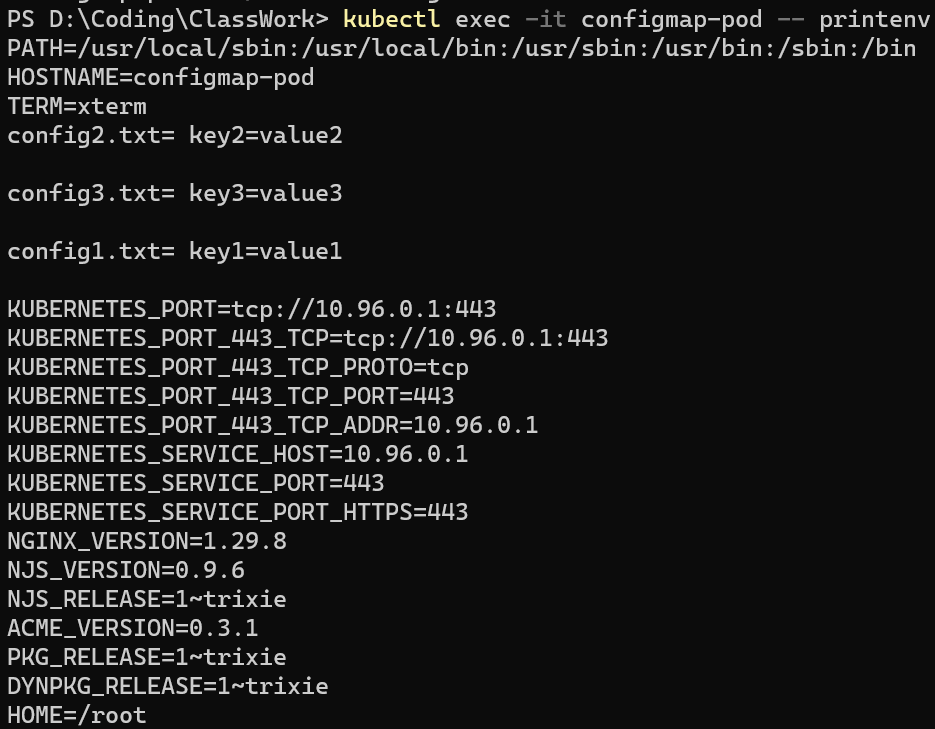 PS D:\Coding\ClassWork> kubectl exec -it configmap-pod -- printenv
PATH=/usr/local/sbin:/usr/local/bin:/usr/sbin:/usr/bin:/sbin:/bin
HOSTNAME=configmap-pod
TERM=xterm
config2.txt= key2=value2
config3.txt= key3=value3
config1.txt= key1=value1
KUBERNETES_PORT=tcp://10.96.0.1:443
KUBERNETES_PORT_443_TCP=tcp://10.96.0.1:443
KUBERNETES_PORT_443_TCP_PROTO=tcp
KUBERNETES_PORT_443_TCP_PORT=443
KUBERNETES_PORT_443_TCP_ADDR=10.96.0.1
KUBERNETES_SERVICE_HOST=10.96.0.1
KUBERNETES_SERVICE_PORT=443
KUBERNETES_SERVICE_PORT_HTTPS=443
NGINX_VERSION=1.29.8
NJS_VERSION=0.9.6
NJS_RELEASE=1~trixie
ACME_VERSION=0.3.1
PKG_RELEASE=1~trixie
DYNPKG_RELEASE=1~trixie
HOME=/root